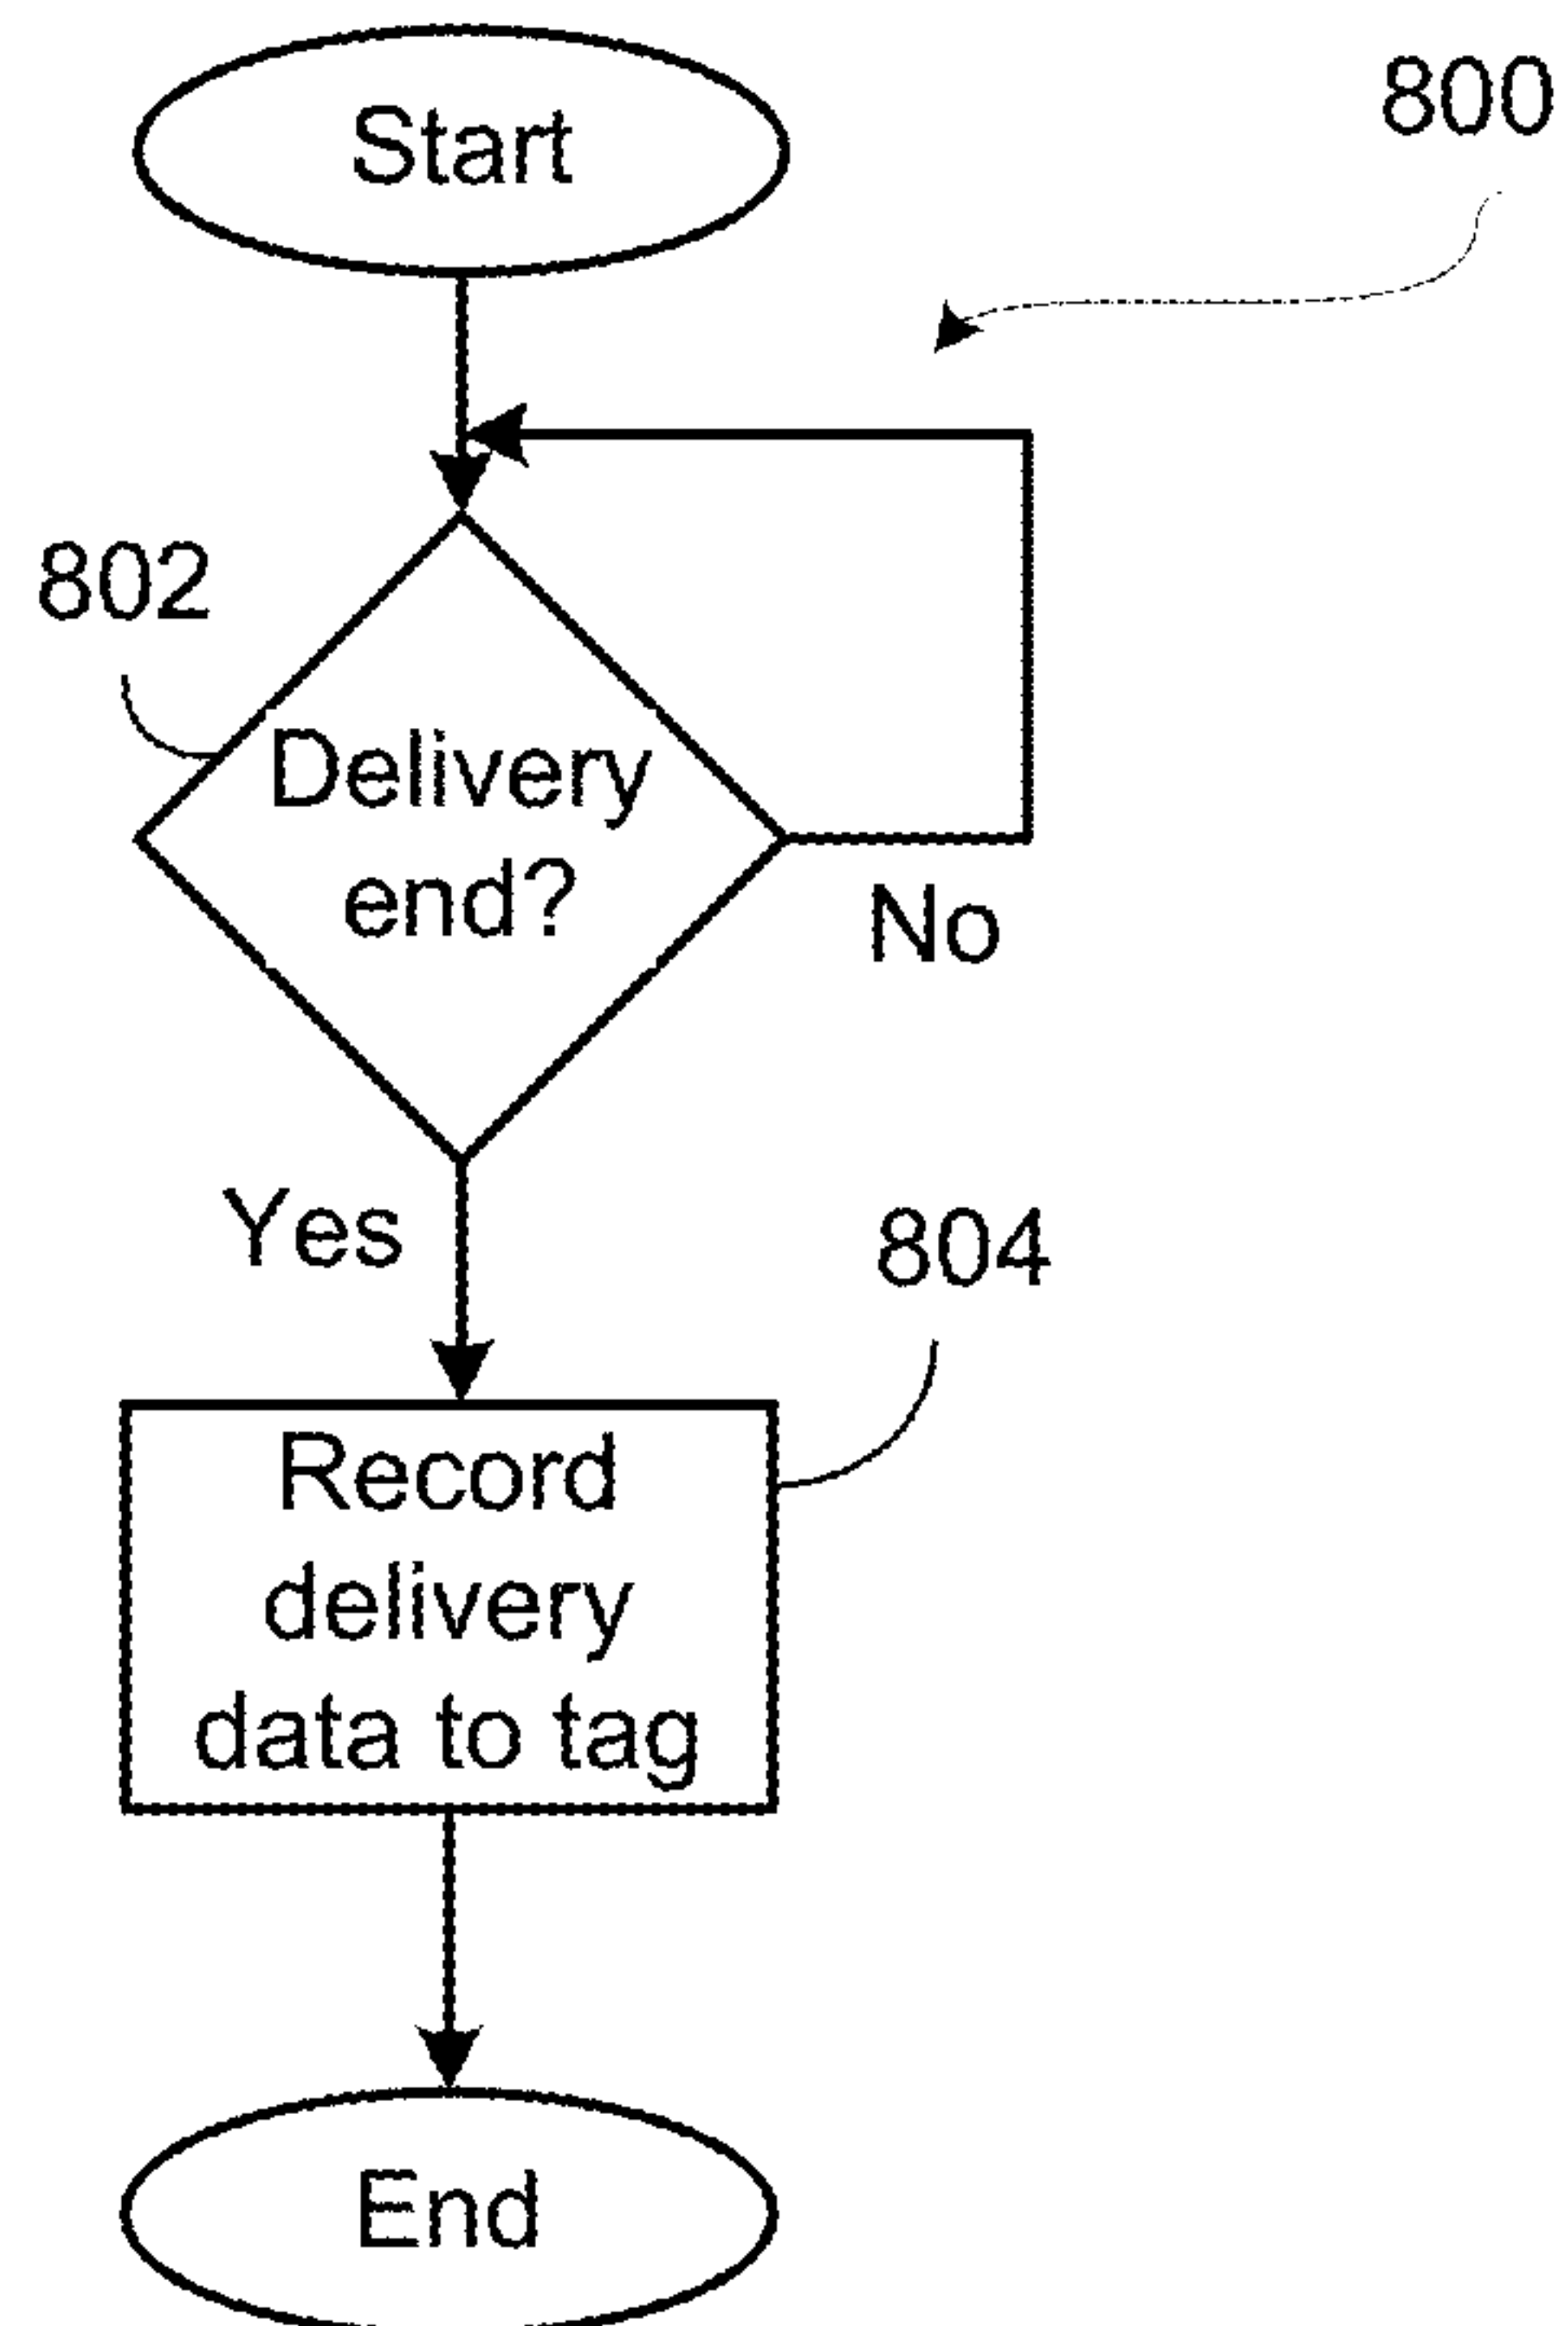 Start
800
802
Delivery
end?
No
Yes
804
Record
delivery
data to tag
End